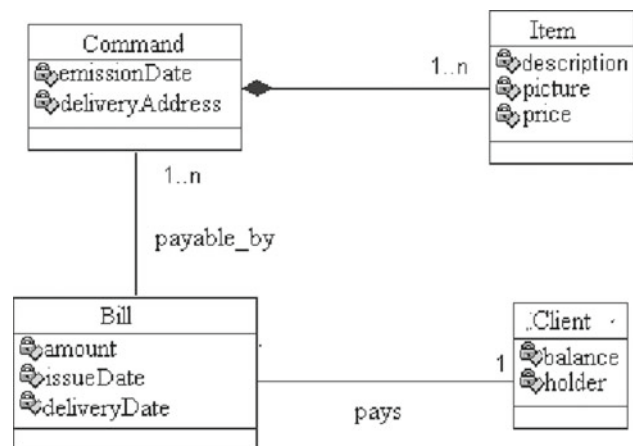 Command
emissionDate
deliveryAddress
Item
description
picture
price
1..n
1..n
payable_by
Bill
amount
issueDate
deliveryDate
Client
balance
holder
1
pays